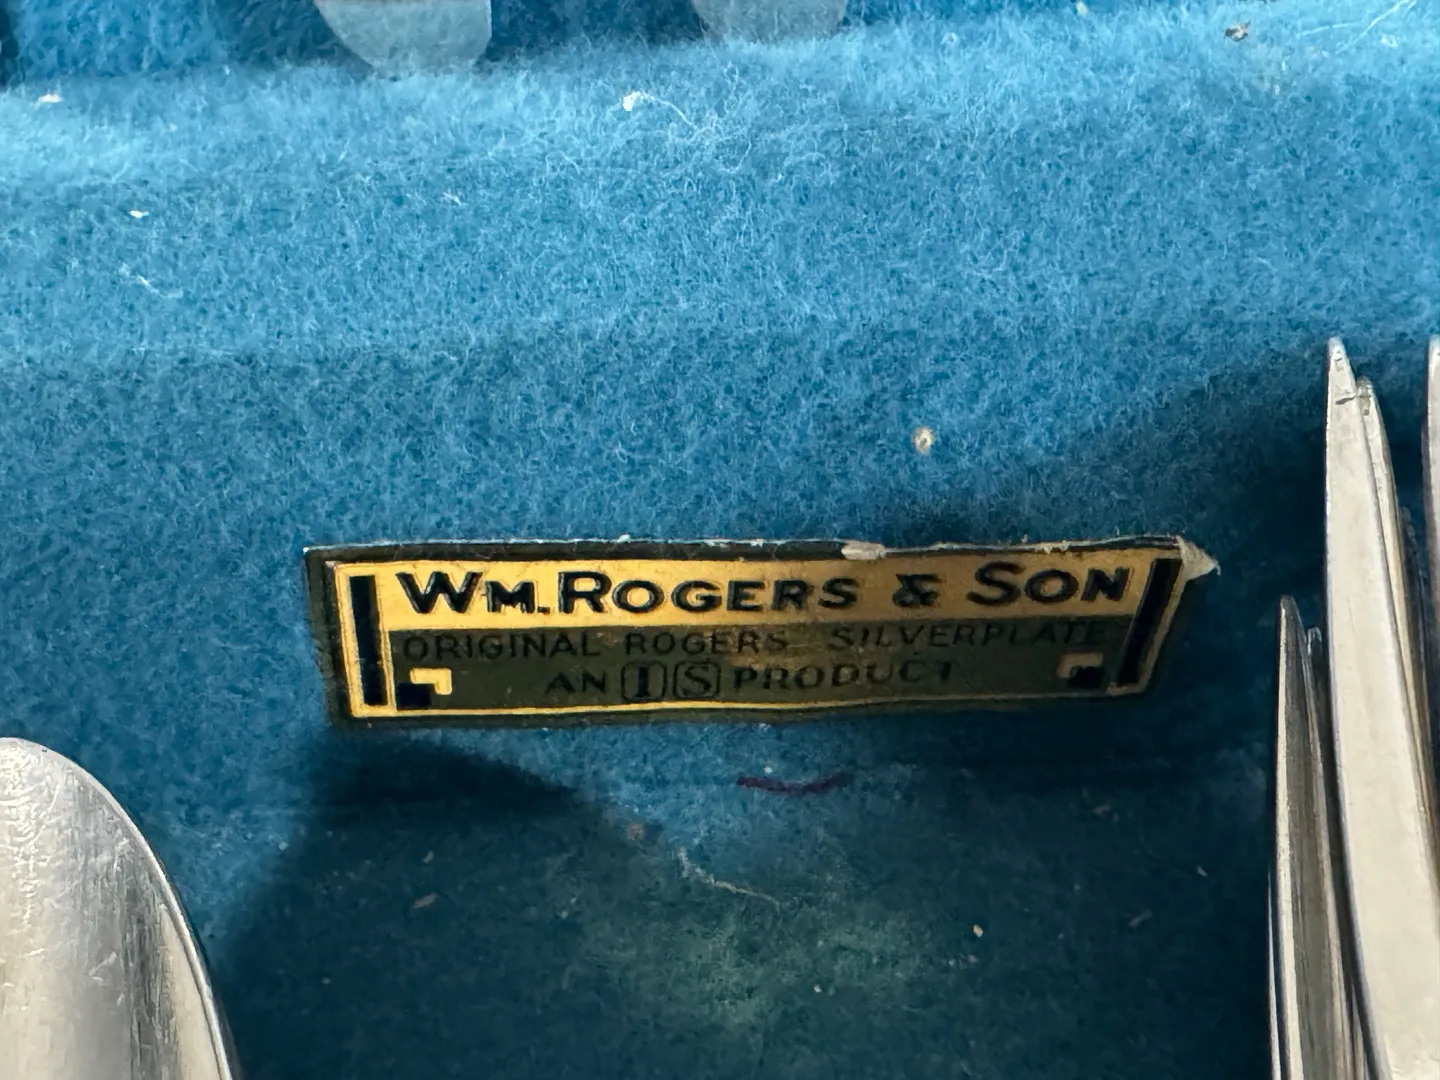 WM. ROGERS & SON
ORIGINAL ROGERS SILVERPLATE
AN IS PRODUCT